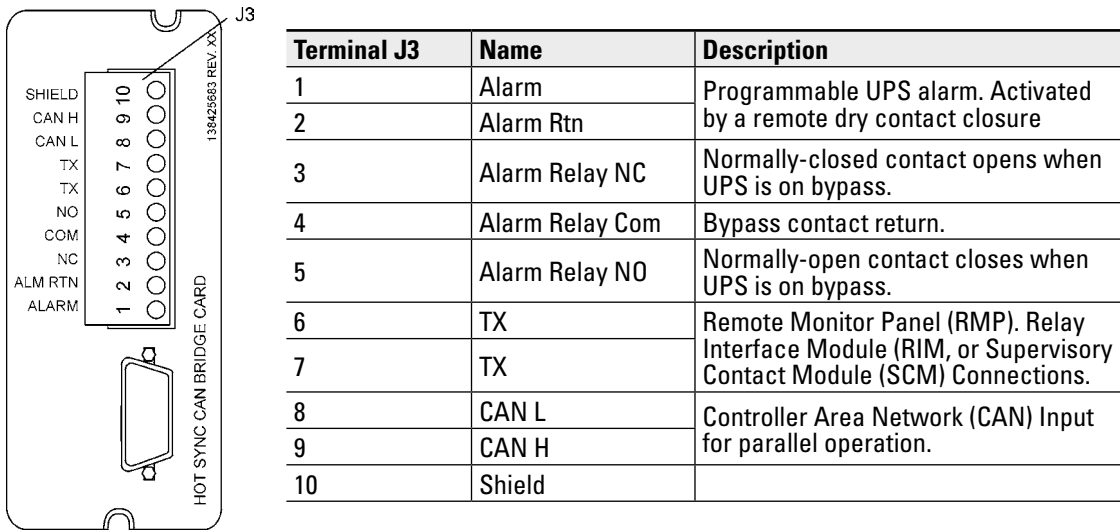 J3
138425683 REV. XX
SHIELD 10
CAN H 9
CAN L 8
TX 7
TX 6
NO 5
COM 4
NC 3
ALM RTN 2
ALARM 1
HOT SYNC CAN BRIDGE CARD
Terminal J3 Name Description
1 Alarm Programmable UPS alarm. Activated
2 Alarm Rtn by a remote dry contact closure
3 Alarm Relay NC Normally-closed contact opens when
UPS is on bypass.
4 Alarm Relay Com Bypass contact return.
5 Alarm Relay NO Normally-open contact closes when
UPS is on bypass.
6 TX Remote Monitor Panel (RMP). Relay
Interface Module (RIM, or Supervisory
7 TX Contact Module (SCM) Connections.
8 CAN L Controller Area Network (CAN) Input
9 CAN H for parallel operation.
10 Shield